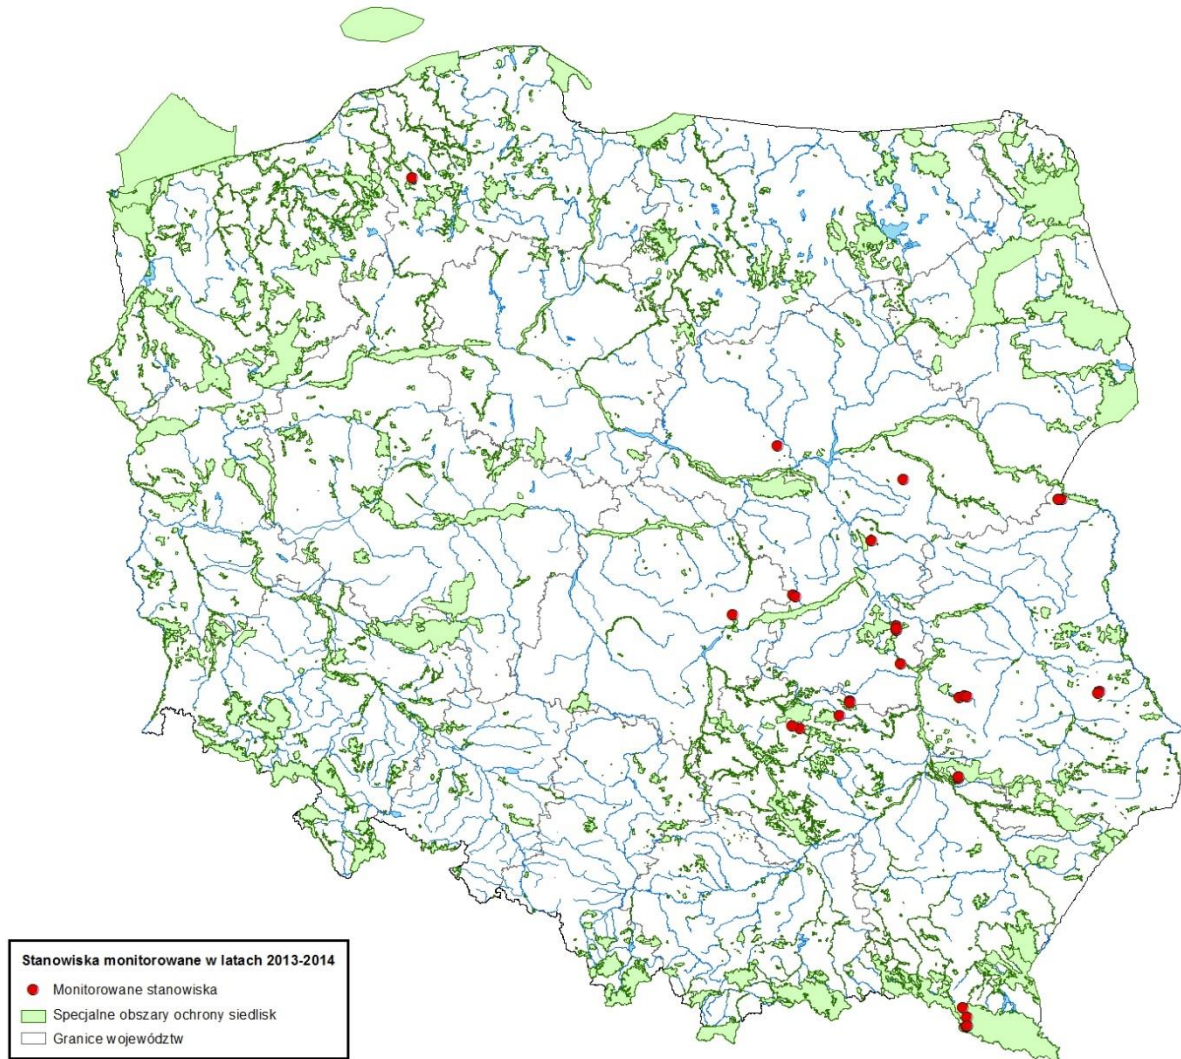 Stanowiska monitorowane w latach 2013-2014
Monitorowane stanowiska
Specjalne obszary ochrony siedlisk
Granice województw